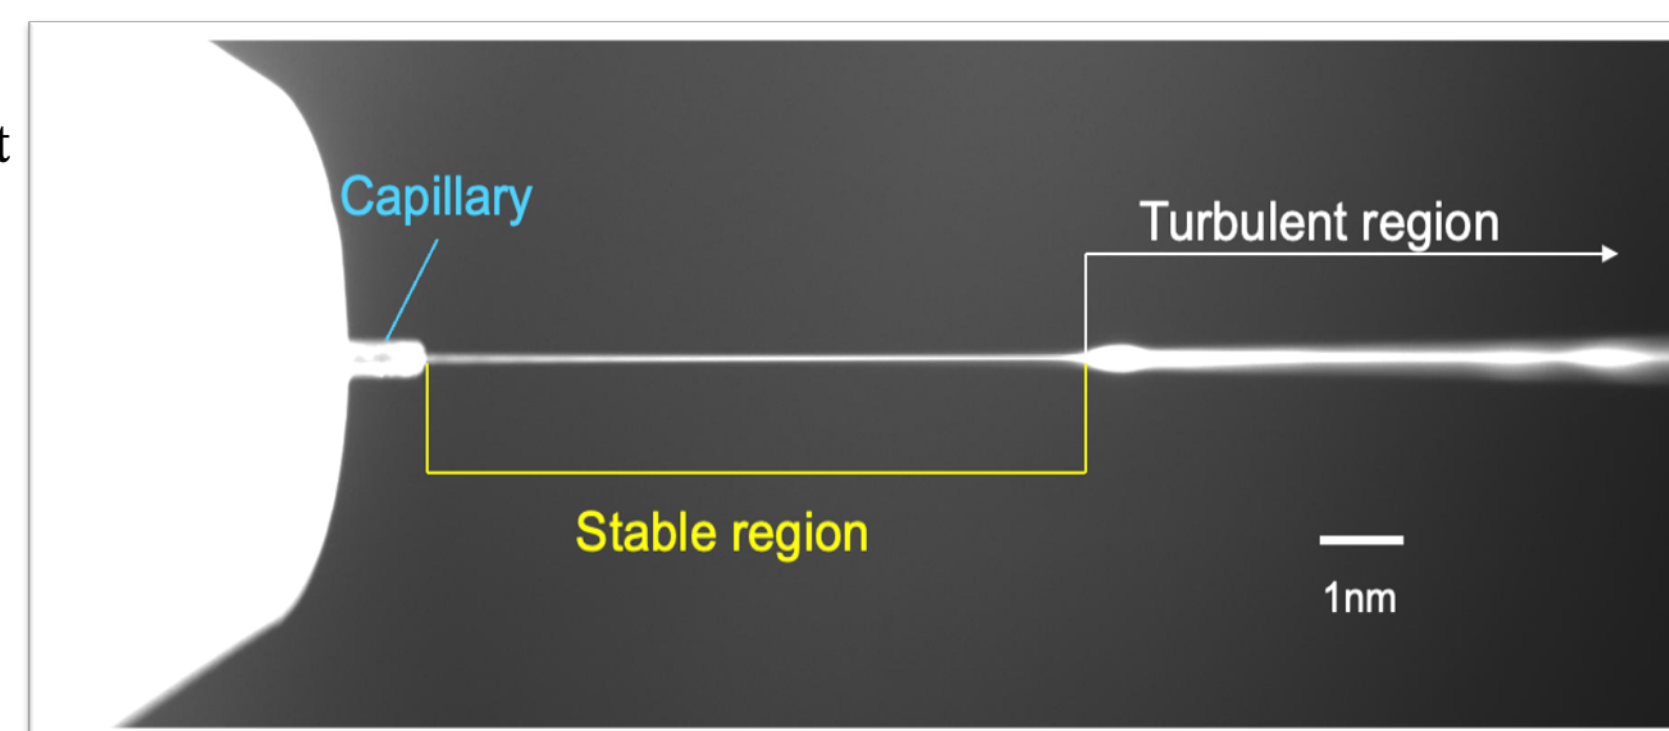 t
Capillary
Turbulent region
Stable region
1nm